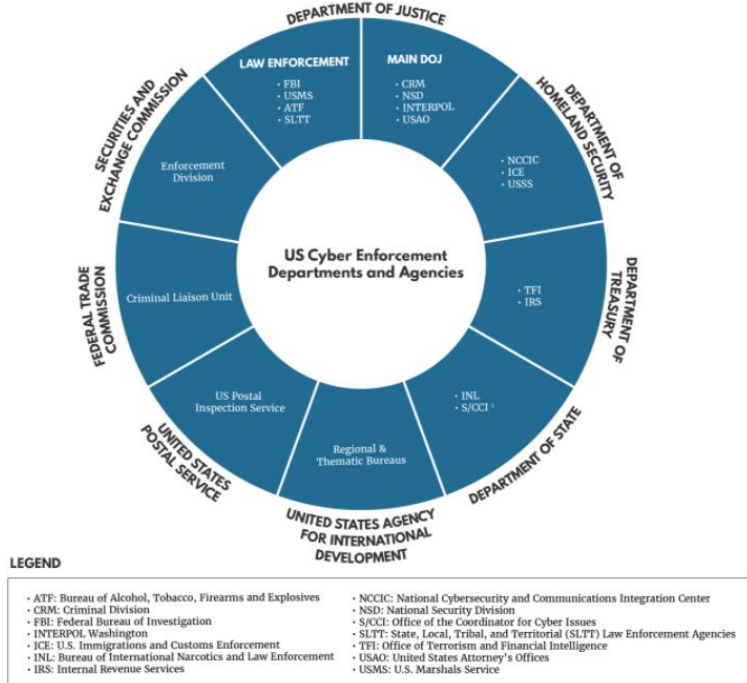 DEPARTMENT OF JUSTICE
LAW ENFORCEMENT
• FBI
• USMS
• ATF
• SLTT
MAIN DOJ
• CRM
• NSD
• INTERPOL
• USAO
DEPARTMENT OF
HOMELAND SECURITY
• NCCIC
• ICE
• USSS
DEPARTMENT OF
TREASURY
• TFI
• IRS
DEPARTMENT OF STATE
• INL
• S/CCI ¹
UNITED STATES AGENCY
FOR INTERNATIONAL
DEVELOPMENT
Regional &
Thematic Bureaus
UNITED STATES
POSTAL SERVICE
US Postal
Inspection Service
FEDERAL TRADE
COMMISSION
Criminal Liaison Unit
SECURITIES AND
EXCHANGE COMMISSION
Enforcement
Division
US Cyber Enforcement
Departments and Agencies
LEGEND
• ATF: Bureau of Alcohol, Tobacco, Firearms and Explosives
• CRM: Criminal Division
• FBI: Federal Bureau of Investigation
• INTERPOL Washington
• ICE: U.S. Immigrations and Customs Enforcement
• INL: Bureau of International Narcotics and Law Enforcement
• IRS: Internal Revenue Services
• NCCIC: National Cybersecurity and Communications Integration Center
• NSD: National Security Division
• S/CCI: Office of the Coordinator for Cyber Issues
• SLTT: State, Local, Tribal, and Territorial (SLTT) Law Enforcement Agencies
• TFI: Office of Terrorism and Financial Intelligence
• USAO: United States Attorney's Offices
• USMS: U.S. Marshals Service